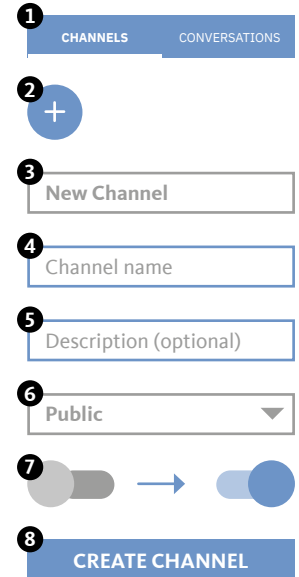 1
CHANNELS CONVERSATIONS
2
+
3
New Channel
4
Channel name
5
Description (optional)
6
Public
7
8
CREATE CHANNEL